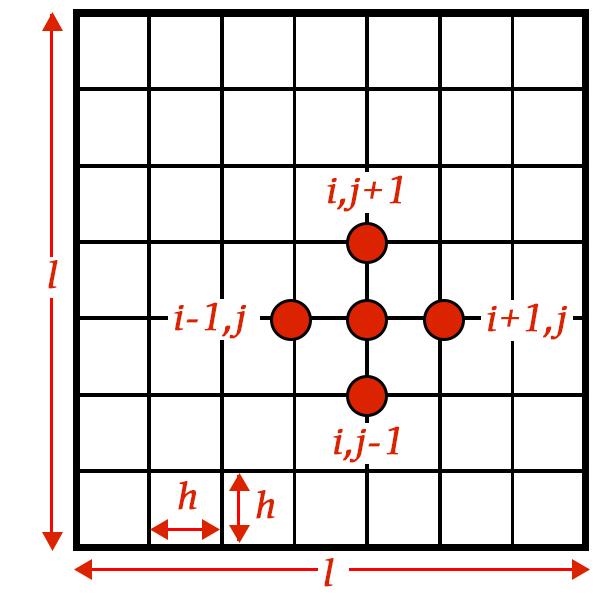 i,j+1
l
i-1,j
i+1,j
i,j-1
h
h
l